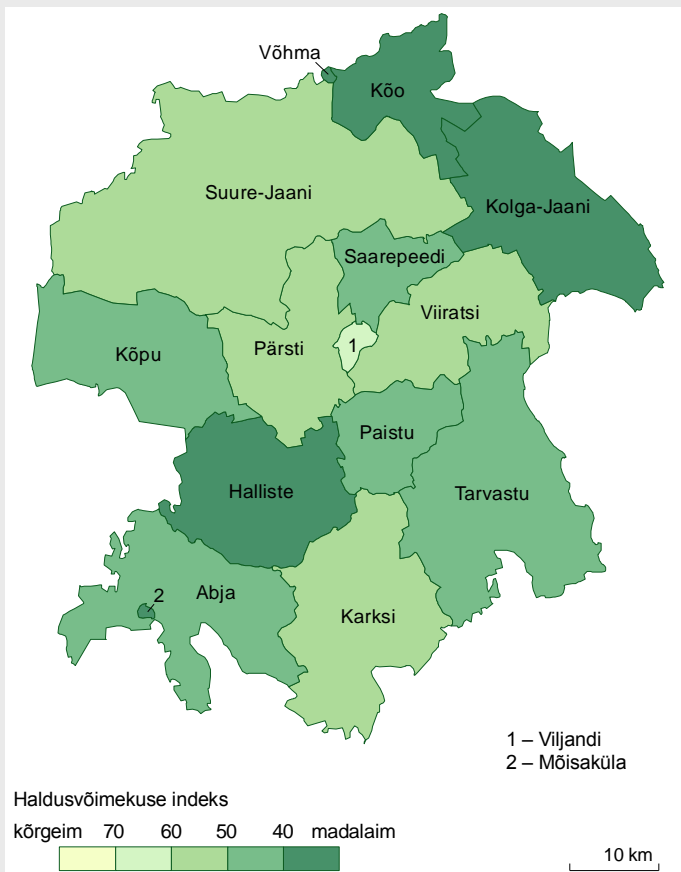 Võhma
Kõo
Suure-Jaani
Kolga-Jaani
Saarepeedi
Viiratsi
Kõpu
Pärsti
1
Paistu
Halliste
Tarvastu
2
Abja
Karksi
1 – Viljandi
2 – Mõisaküla
Haldusvõimekuse indeks
kõrgeim 70 60 50 40 madalaim
10 km